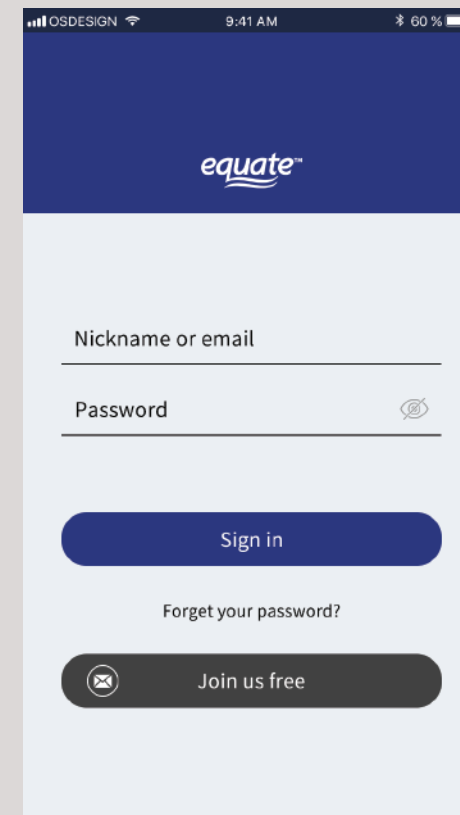 OSDESIGN 9:41 AM 60 %
equate™
Nickname or email
Password
Sign in
Forget your password?
Join us free